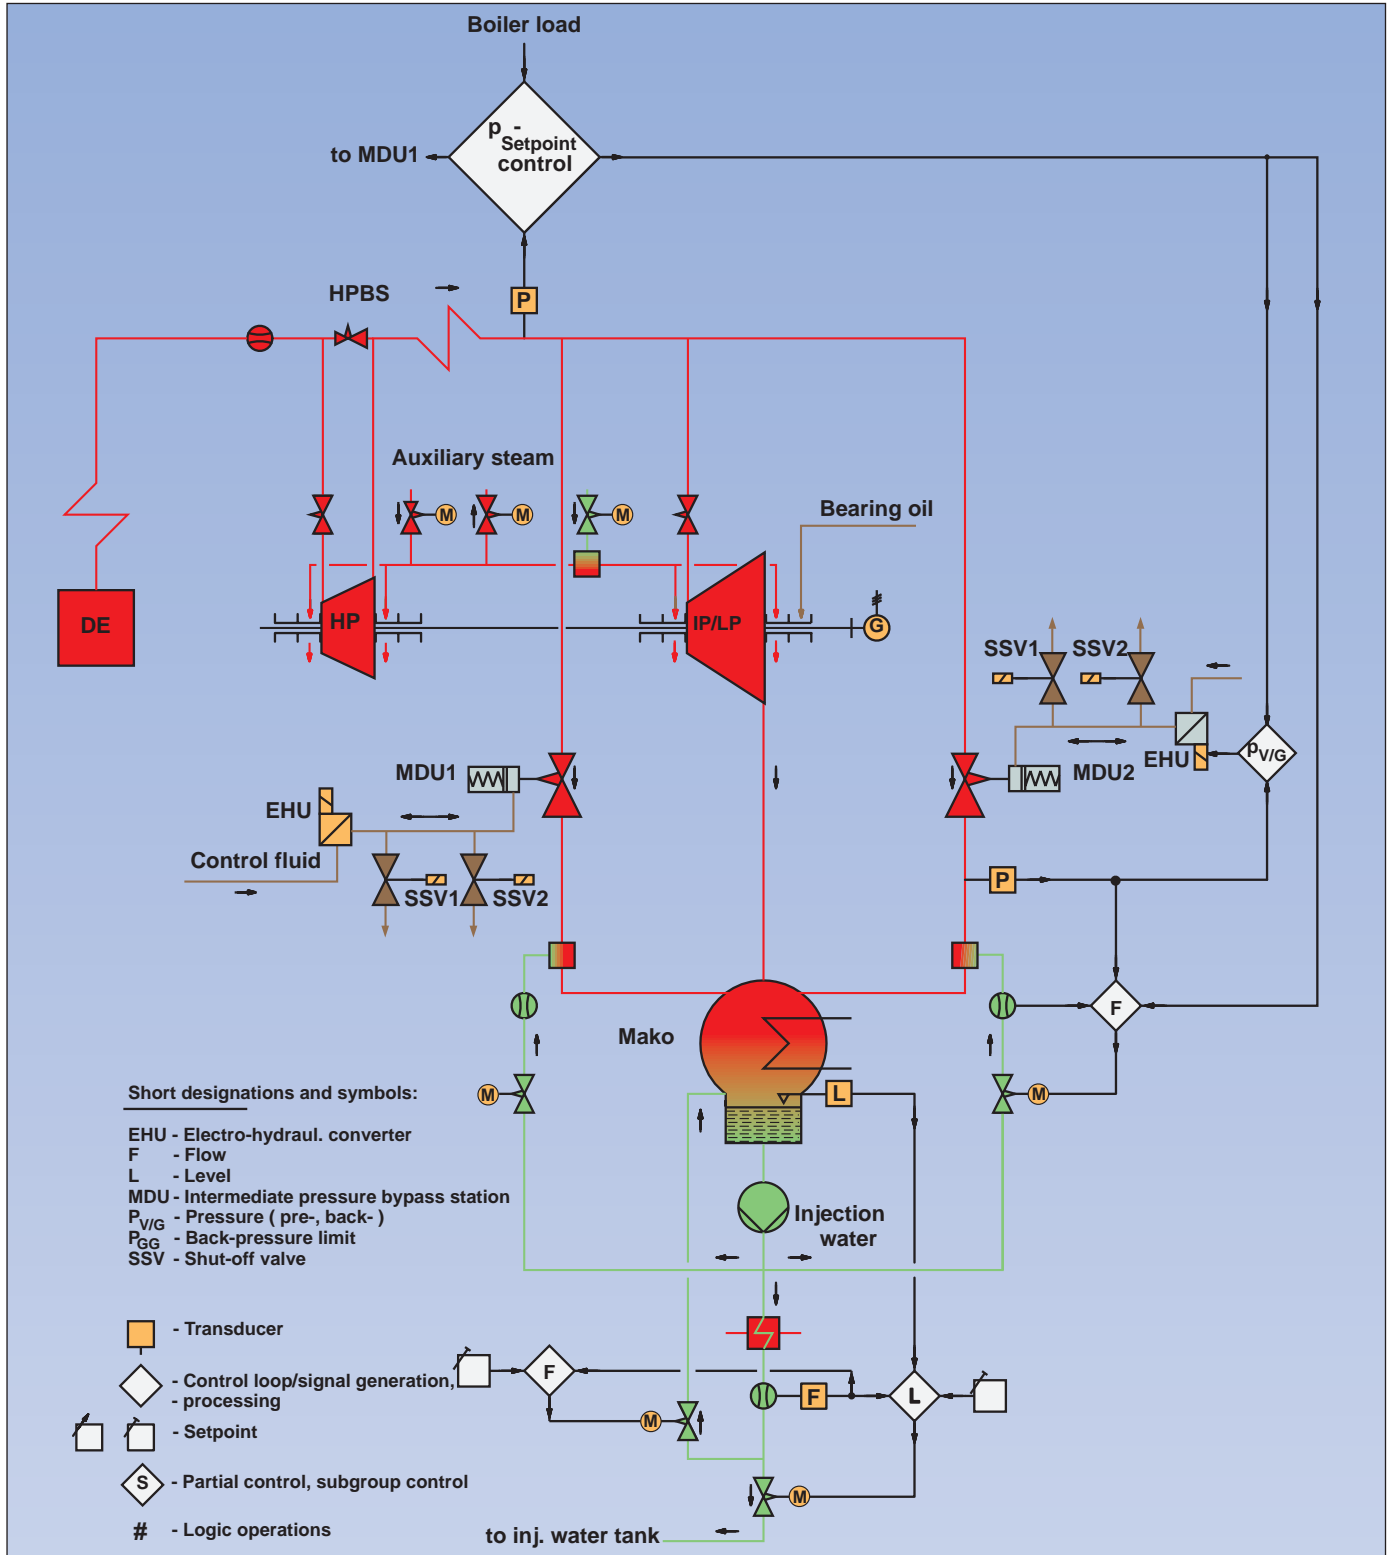 Boiler load
p -
Setpoint
control
to MDU1
P
HPBS
Auxiliary steam
M
M
M
Bearing oil
DE
HP
IP/LP
G
SSV1
SSV2
MDU1
EHU
MDU2
EHU
pV/G
Control fluid
SSV1
SSV2
P
F
Mako
M
L
M
Short designations and symbols:
EHU - Electro-hydraul. converter
F - Flow
L - Level
MDU - Intermediate pressure bypass station
PV/G - Pressure ( pre-, back- )
PGG - Back-pressure limit
SSV - Shut-off valve
Injection
water
- Transducer
- Control loop/signal generation,
- processing
- Setpoint
S - Partial control, subgroup control
# - Logic operations
F
F
L
M
M
to inj. water tank